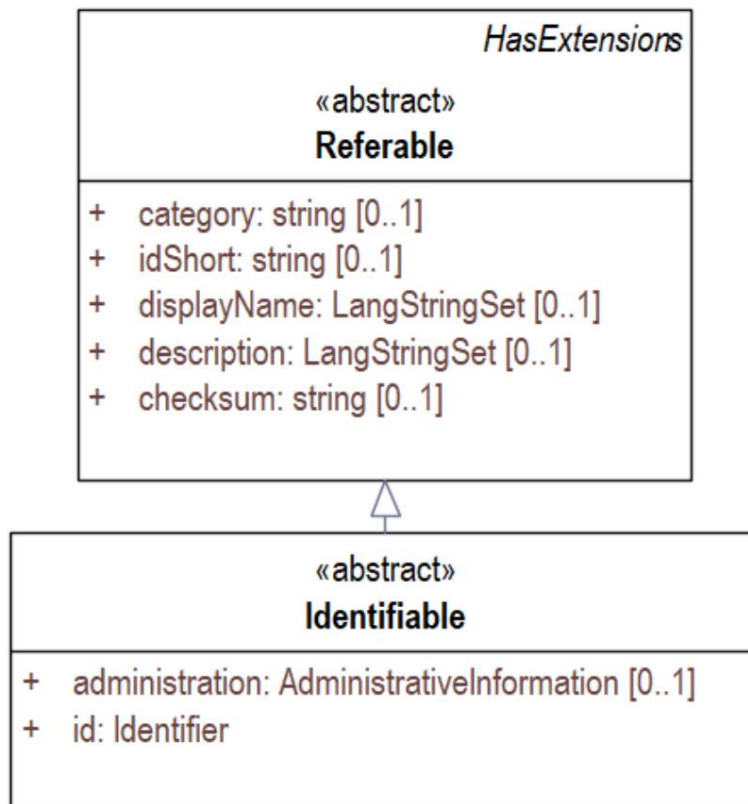 HasExtensions
«abstract»
Referable
+ category: string [0..1]
+ idShort: string [0..1]
+ displayName: LangStringSet [0..1]
+ description: LangStringSet [0..1]
+ checksum: string [0..1]
«abstract»
Identifiable
+ administration: AdministrativeInformation [0..1]
+ id: Identifier